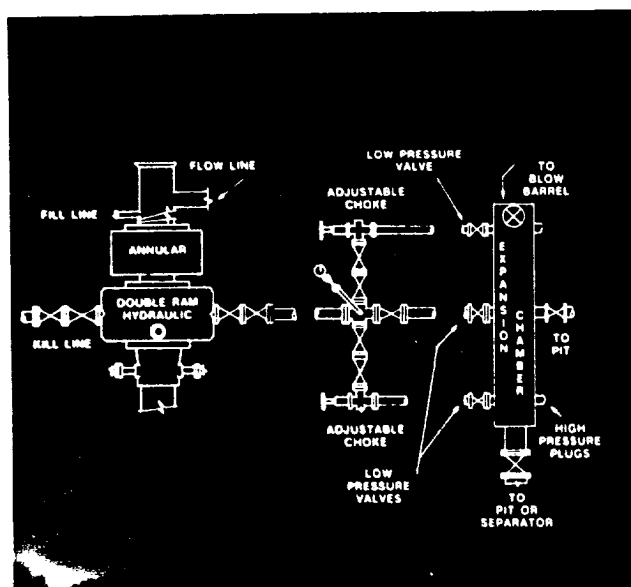 FLOW LINE
FILL LINE
ANNULAR
DOUBLE RAM
HYDRAULIC
KILL LINE
ADJUSTABLE
CHOKE
ADJUSTABLE
CHOKE
LOW PRESSURE
VALVE
TO
BLOW
BARREL
EXPANSION
CHAMBER
TO
PIT
HIGH
PRESSURE
PLUGS
LOW
PRESSURE
VALVES
TO
PIT OR
SEPARATOR